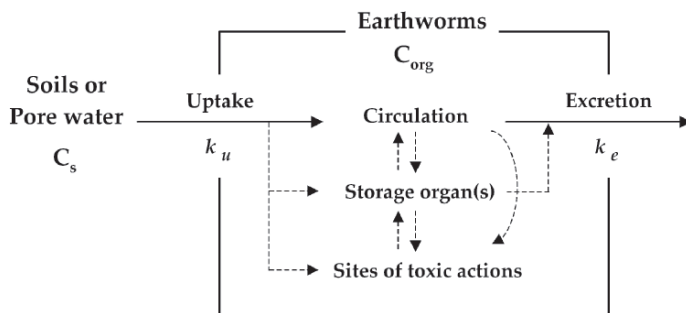 Earthworms
C_org
Soils or
Pore water
C_s
Uptake
k_u
Circulation
Excretion
k_e
Storage organ(s)
Sites of toxic actions